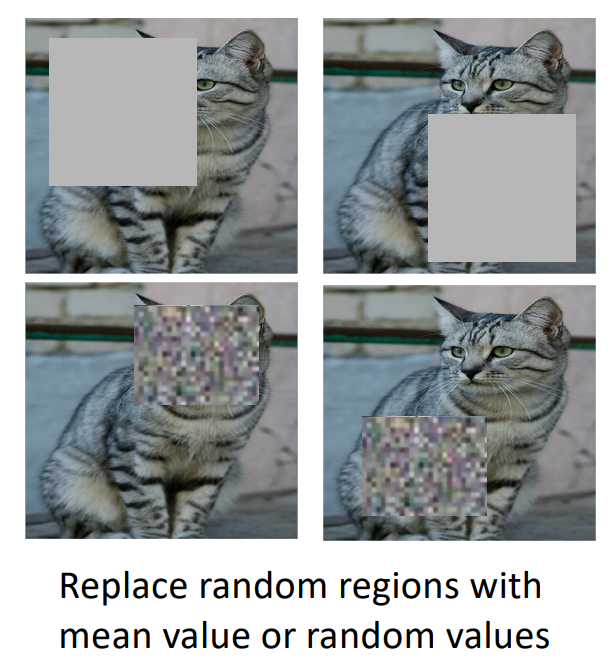 Replace random regions with
mean value or random values